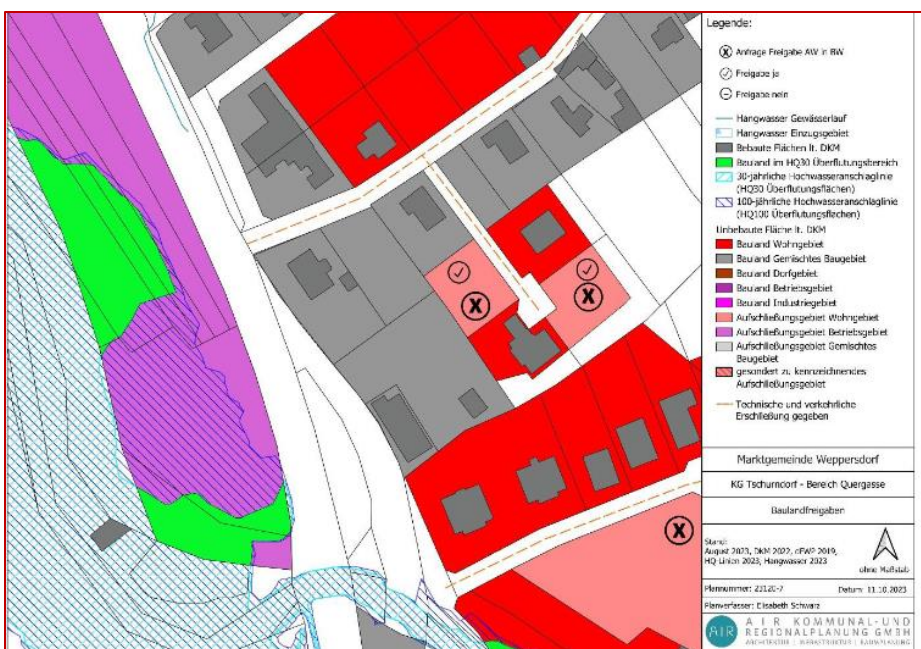 Legende:
X Anfrage Freigabe AW in BW
Freigabe ja
Freigabe nein
Hangwasser Gewässerlauf
Hangwasser Einzugsgebiet
Bebaute Flächen lt. DKM
Bauland im HQ30 Überflutungsbereich
30-jährliche Hochwasseranschlaglinie
(HQ30 Überflutungsflächen)
100-jährliche Hochwasseranschlaglinie
(HQ100 Überflutungsflächen)
Unbebaute Fläche lt. DKM
Bauland Wohngebiet
Bauland Gemischtes Baugebiet
Bauland Dorfgebiet
Bauland Betriebsgebiet
Bauland Industriegebiet
Aufschließungsgebiet Wohngebiet
Aufschließungsgebiet Betriebsgebiet
Aufschließungsgebiet Gemischtes
Baugebiet
gesondert zu kennzeichnendes
Aufschließungsgebiet
Technische und verkehrliche
Erschließung gegeben
X
X
X
Marktgemeinde Weppersdorf
KG Tschurndorf - Bereich Quergasse
Baulandfreigaben
Stand:
August 2023, DKM 2022, dFWP 2019,
HQ Linien 2023, Hangwasser 2023
ohne Maßstab
Plannummer: 23120-7 Datum: 11.10.2023
Planverfasser: Elisabeth Schwarz
AIR
AIR KOMMUNAL- UND
REGIONALPLANUNG GMBH
ARCHITEKTUR | INFRASTRUKTUR | RAUMPLANUNG